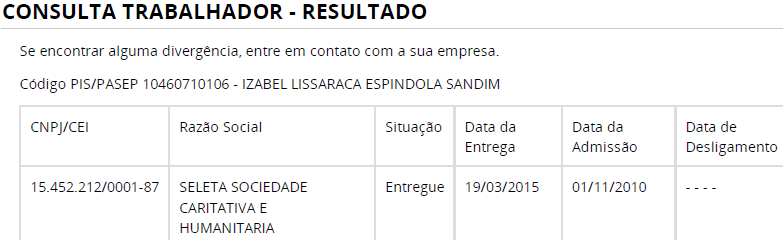 CONSULTA TRABALHADOR - RESULTADO
Se encontrar alguma divergência, entre em contato com a sua empresa.
Código PIS/PASEP 10460710106 - IZABEL LISSARACA ESPINDOLA SANDIM
CNPJ/CEI Razão Social Situação Data da Entrega Data da Admissão Data de Desligamento
15.452.212/0001-87 SELETA SOCIEDADE CARITATIVA E HUMANITARIA Entregue 19/03/2015 01/11/2010 - - - -